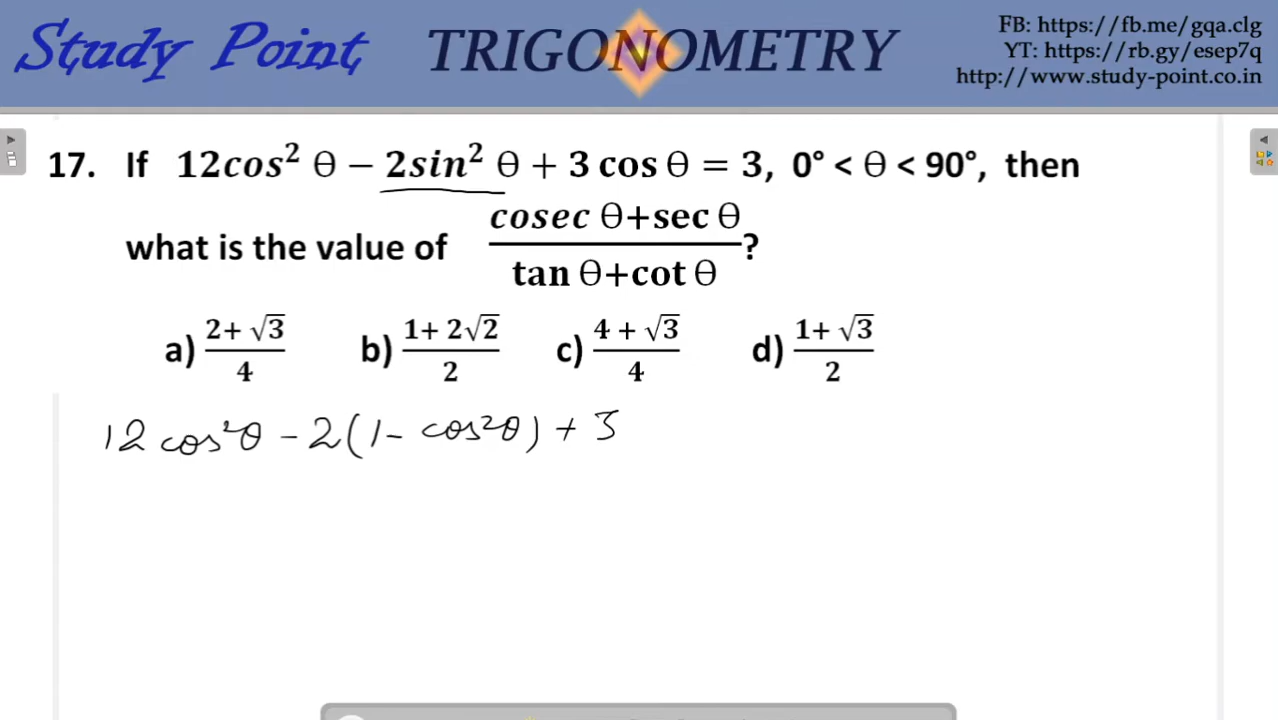 Study Point TRIGONOMETRY
FB: https://fb.me/gqa.clg
YT: https://rb.gy/esep7q
http://www.study-point.co.in
17. If 12cos² θ − 2sin² θ + 3 cos θ = 3, 0° < θ < 90°, then
what is the value of (cosec θ+sec θ)/(tan θ+cot θ)?
a) (2+ √3)/4 b) (1+ 2√2)/2 c) (4 + √3)/4 d) (1+ √3)/2
12 cos²θ − 2(1 − cos²θ) + 3